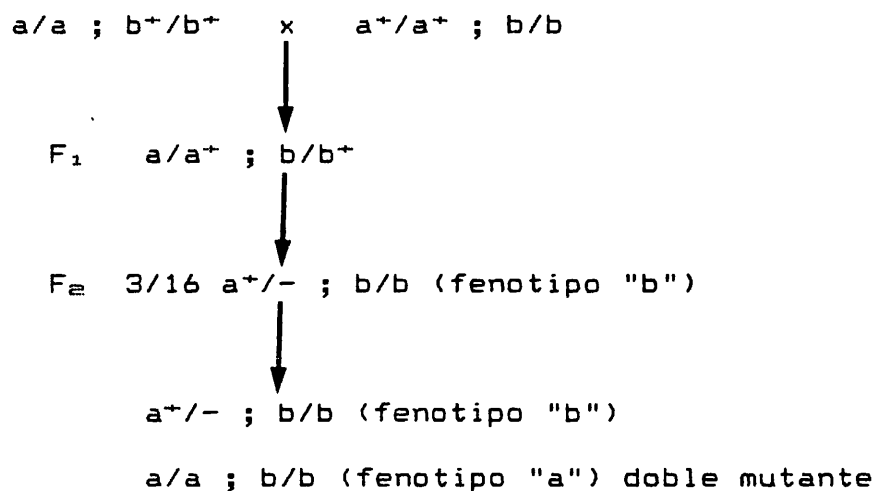 a/a ; b⁺/b⁺ x a⁺/a⁺ ; b/b
F₁ a/a⁺ ; b/b⁺
F₂ 3/16 a⁺/- ; b/b (fenotipo "b")
a⁺/- ; b/b (fenotipo "b")
a/a ; b/b (fenotipo "a") doble mutante